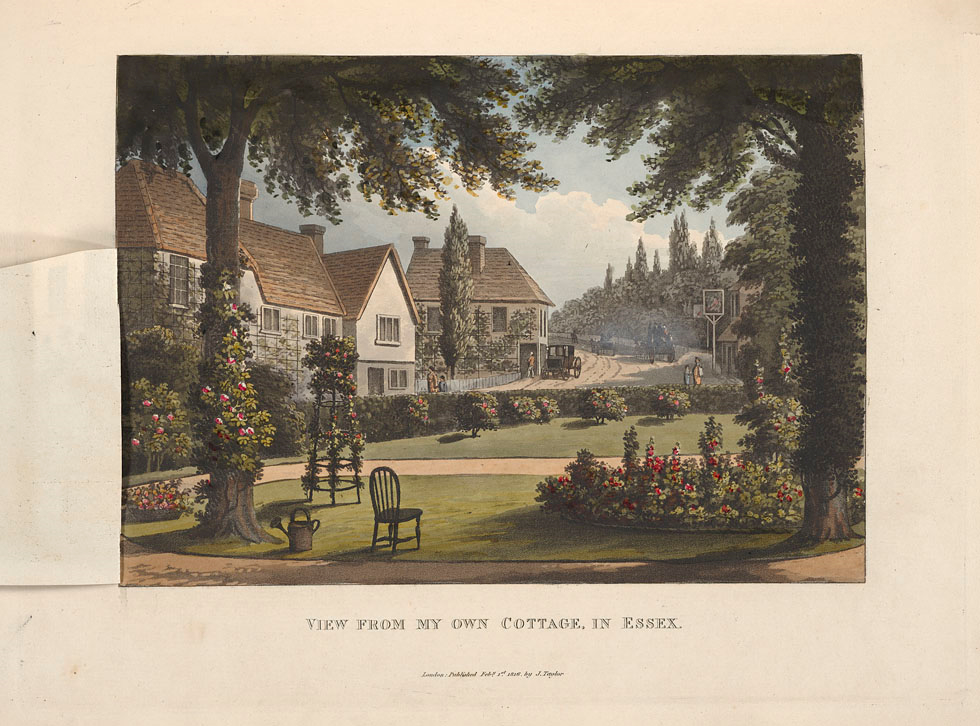 VIEW FROM MY OWN COTTAGE, IN ESSEX.
London: Published Feby. 1st 1816, by J. Taylor